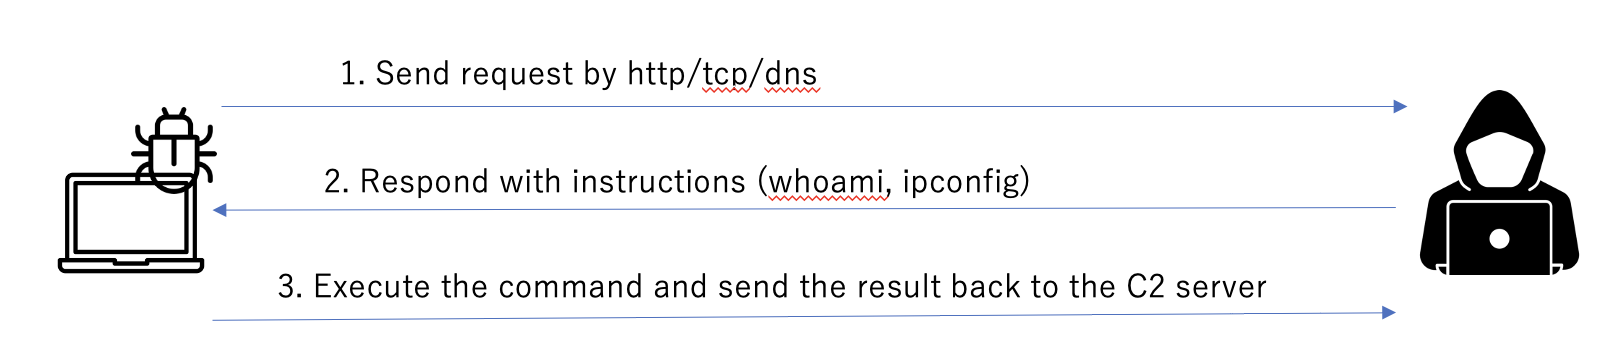 1. Send request by http/tcp/dns
2. Respond with instructions (whoami, ipconfig)
3. Execute the command and send the result back to the C2 server